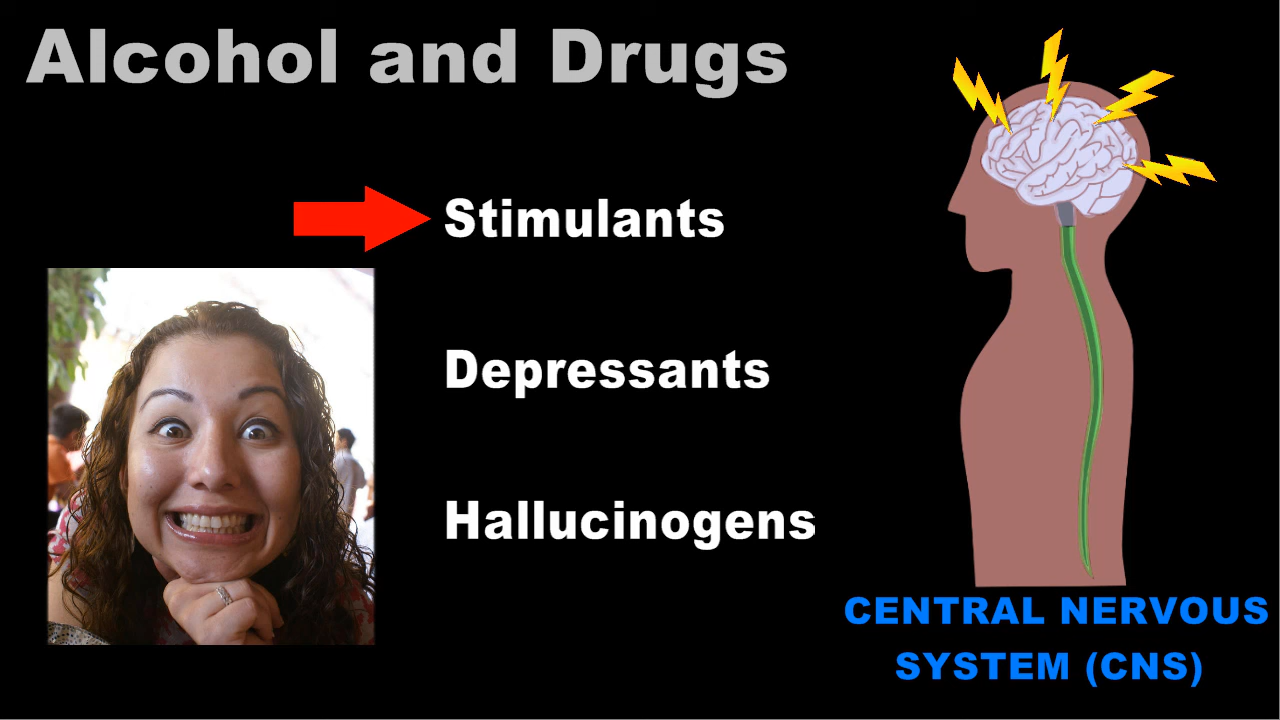 Alcohol and Drugs
Stimulants
Depressants
Hallucinogens
CENTRAL NERVOUS
SYSTEM (CNS)